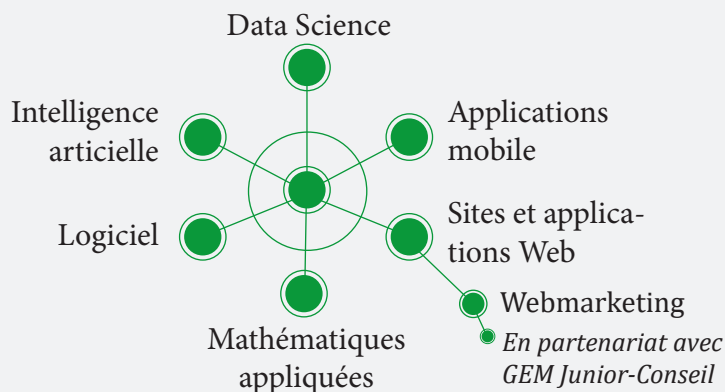 Data Science
Intelligence
articielle
Applications
mobile
Logiciel
Sites et applica-
tions Web
Webmarketing
En partenariat avec
GEM Junior-Conseil
Mathématiques
appliquées